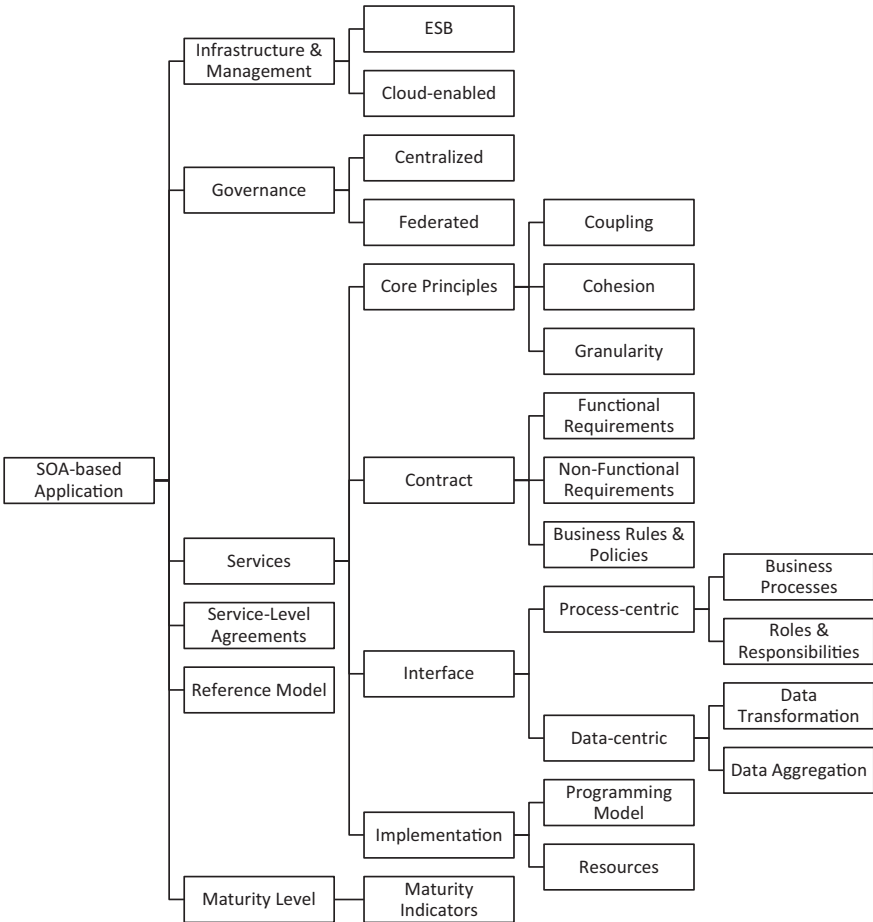 ESB
Infrastructure &
Management
Cloud-enabled
Centralized
Governance
Federated
Coupling
Core Principles
Cohesion
Granularity
Functional
Requirements
SOA-based
Application
Contract
Non-Functional
Requirements
Business Rules &
Policies
Services
Business
Processes
Process-centric
Service-Level
Agreements
Roles &
Responsibilities
Interface
Reference Model
Data
Transformation
Data-centric
Data Aggregation
Programming
Model
Implementation
Resources
Maturity Level
Maturity
Indicators